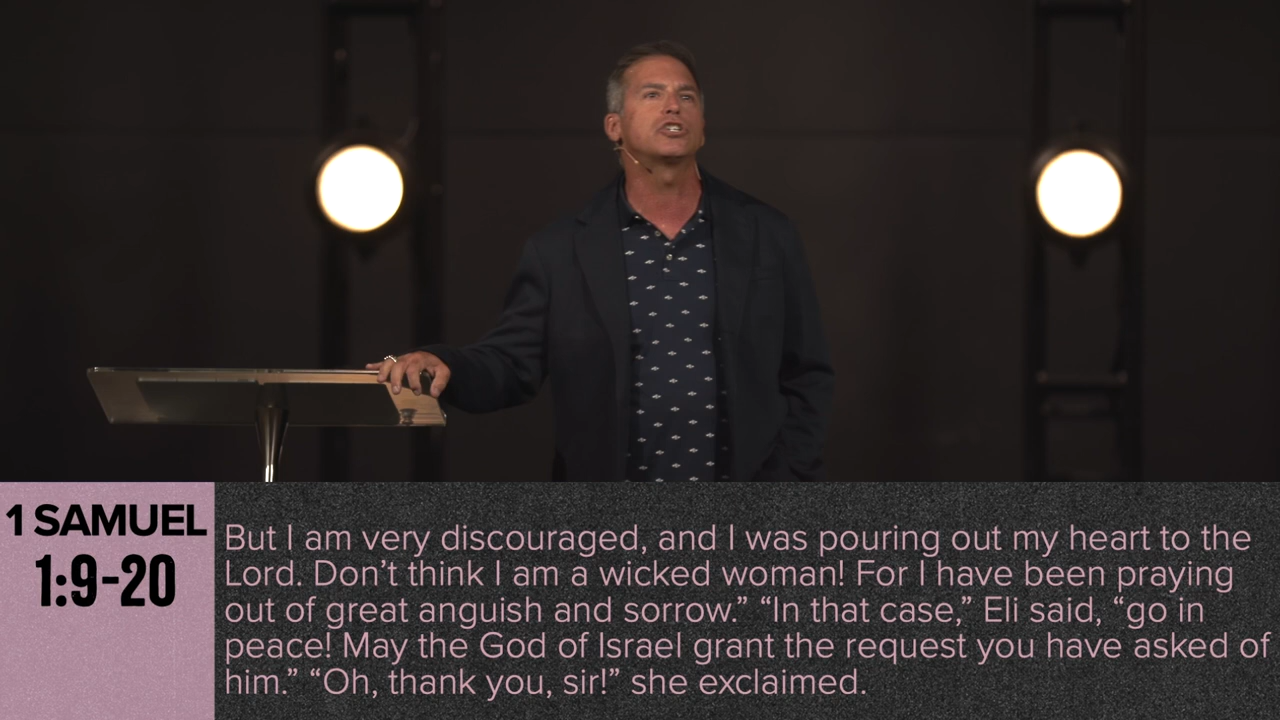 1 SAMUEL
1:9-20
But I am very discouraged, and I was pouring out my heart to the
Lord. Don’t think I am a wicked woman! For I have been praying
out of great anguish and sorrow.” “In that case,” Eli said, “go in
peace! May the God of Israel grant the request you have asked of
him.” “Oh, thank you, sir!” she exclaimed.